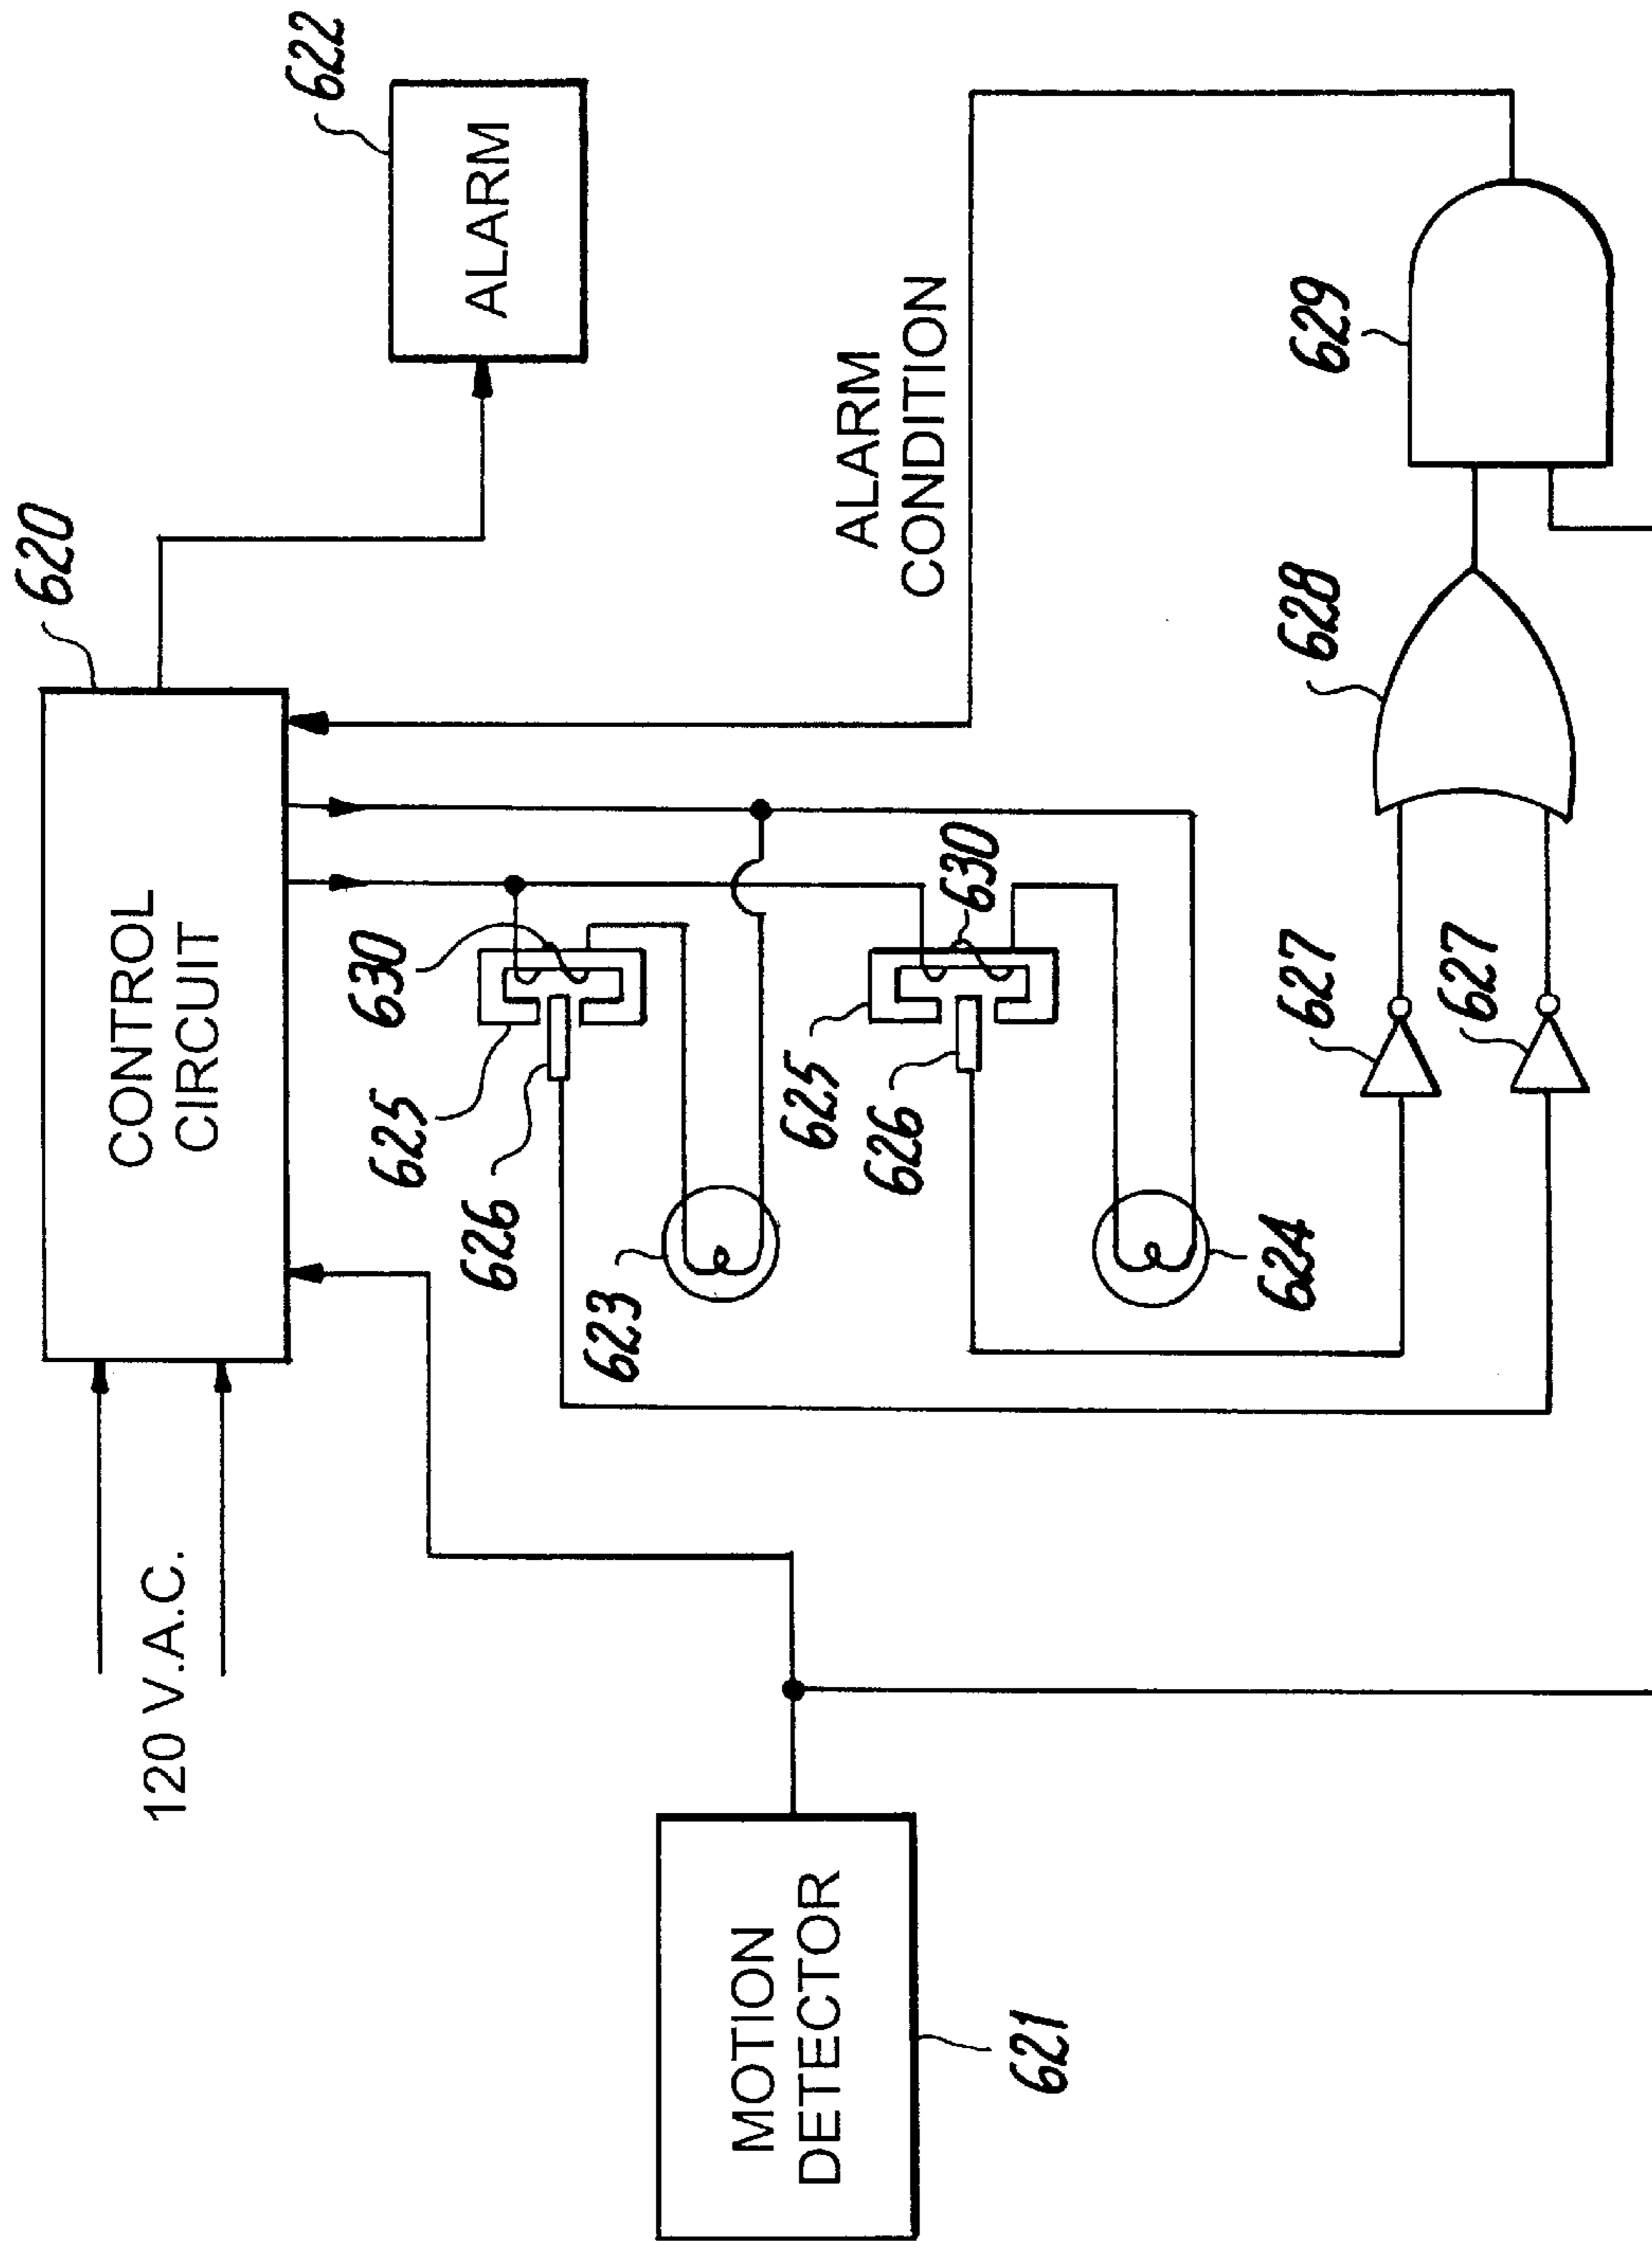 620
622
CONTROL
CIRCUIT
ALARM
120 V.A.C.
630
625
626
623
ALARM
CONDITION
630
625
626
624
MOTION
DETECTOR
621
627
627
628
629